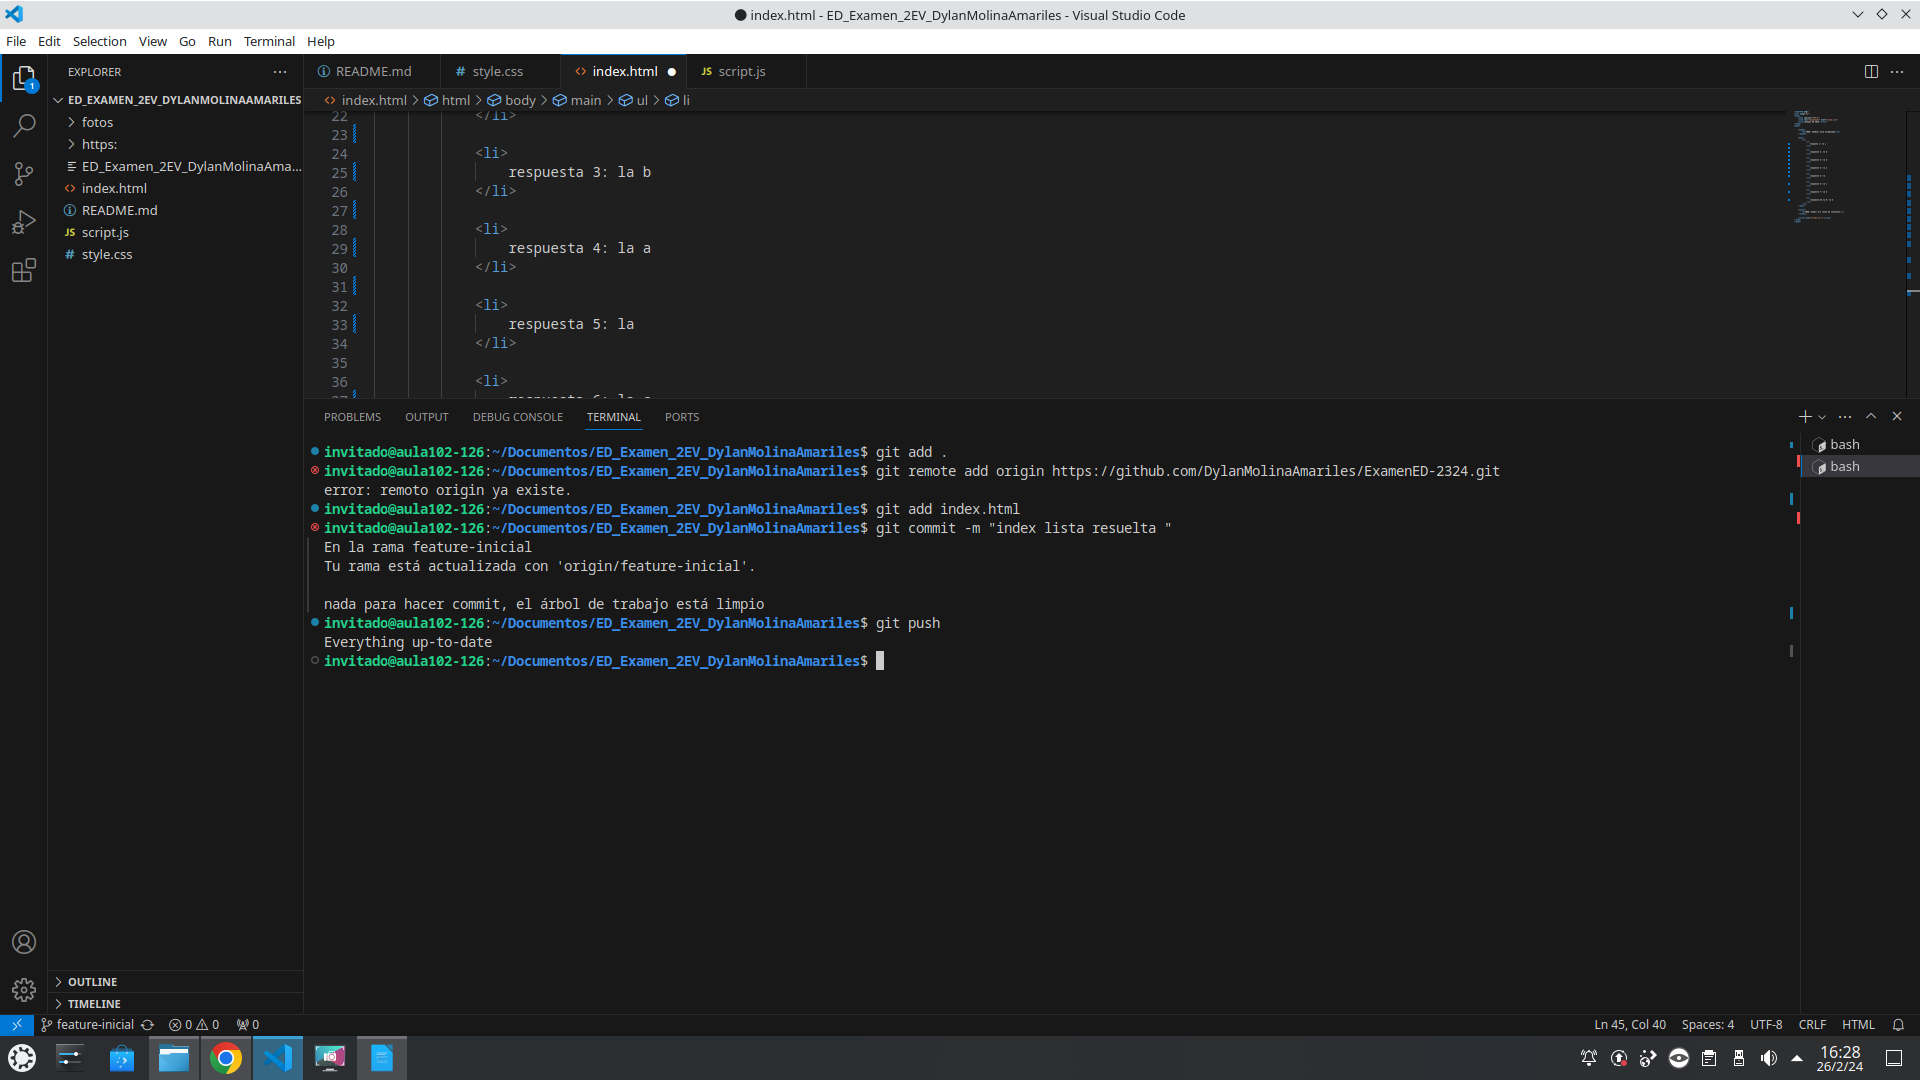 index.html - ED_Examen_2EV_DylanMolinaAmariles - Visual Studio Code
File Edit Selection View Go Run Terminal Help
EXPLORER
ED_EXAMEN_2EV_DYLANMOLINAAMARILES
fotos
https:
ED_Examen_2EV_DylanMolinaAma...
index.html
README.md
JS script.js
# style.css
OUTLINE
TIMELINE
README.md # style.css index.html JS script.js
index.html > html > body > main > ul > li
22 </li>
23
24 <li>
25 respuesta 3: la b
26 </li>
27
28 <li>
29 respuesta 4: la a
30 </li>
31
32 <li>
33 respuesta 5: la
34 </li>
35
36 <li>
PROBLEMS OUTPUT DEBUG CONSOLE TERMINAL PORTS
invitado@aula102-126:~/Documentos/ED_Examen_2EV_DylanMolinaAmariles$ git add .
invitado@aula102-126:~/Documentos/ED_Examen_2EV_DylanMolinaAmariles$ git remote add origin https://github.com/DylanMolinaAmariles/ExamenED-2324.git
error: remoto origin ya existe.
invitado@aula102-126:~/Documentos/ED_Examen_2EV_DylanMolinaAmariles$ git add index.html
invitado@aula102-126:~/Documentos/ED_Examen_2EV_DylanMolinaAmariles$ git commit -m "index lista resuelta "
En la rama feature-inicial
Tu rama está actualizada con 'origin/feature-inicial'.
nada para hacer commit, el árbol de trabajo está limpio
invitado@aula102-126:~/Documentos/ED_Examen_2EV_DylanMolinaAmariles$ git push
Everything up-to-date
invitado@aula102-126:~/Documentos/ED_Examen_2EV_DylanMolinaAmariles$
bash
bash
1
feature-inicial 0 0 0 Ln 45, Col 40 Spaces: 4 UTF-8 CRLF HTML
16:28
26/2/24